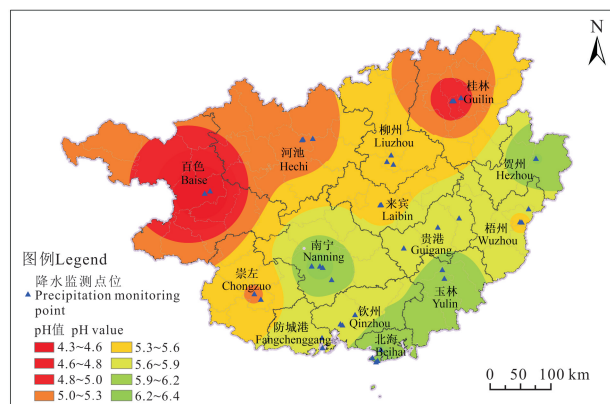 N
桂林
Guilin
柳州
Liuzhou
河池
Hechi
贺州
Hezhou
百色
Baise
来宾
Laibin
梧州
Wuzhou
贵港
Guigang
南宁
Nanning
崇左
Chongzuo
玉林
Yulin
钦州
Qinzhou
防城港
Fangchenggang
北海
Beihai
图例Legend
降水监测点位
Precipitation monitoring
point
pH值 pH value
4.3~4.6 5.3~5.6
4.6~4.8 5.6~5.9
4.8~5.0 5.9~6.2
5.0~5.3 6.2~6.4
0 50 100 km